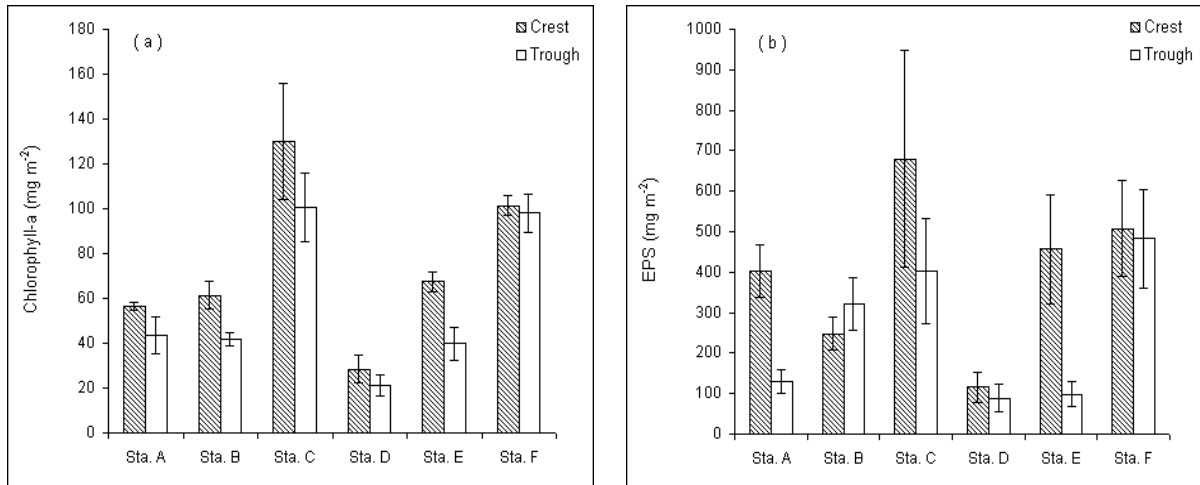 ( a )
Crest
Trough
Chlorophyll-a (mg m⁻²)
180
160
140
120
100
80
60
40
20
0
Sta. A Sta. B Sta. C Sta. D Sta. E Sta. F
( b )
Crest
Trough
EPS (mg m⁻²)
1000
900
800
700
600
500
400
300
200
100
0
Sta. A Sta. B Sta. C Sta. D Sta. E Sta. F